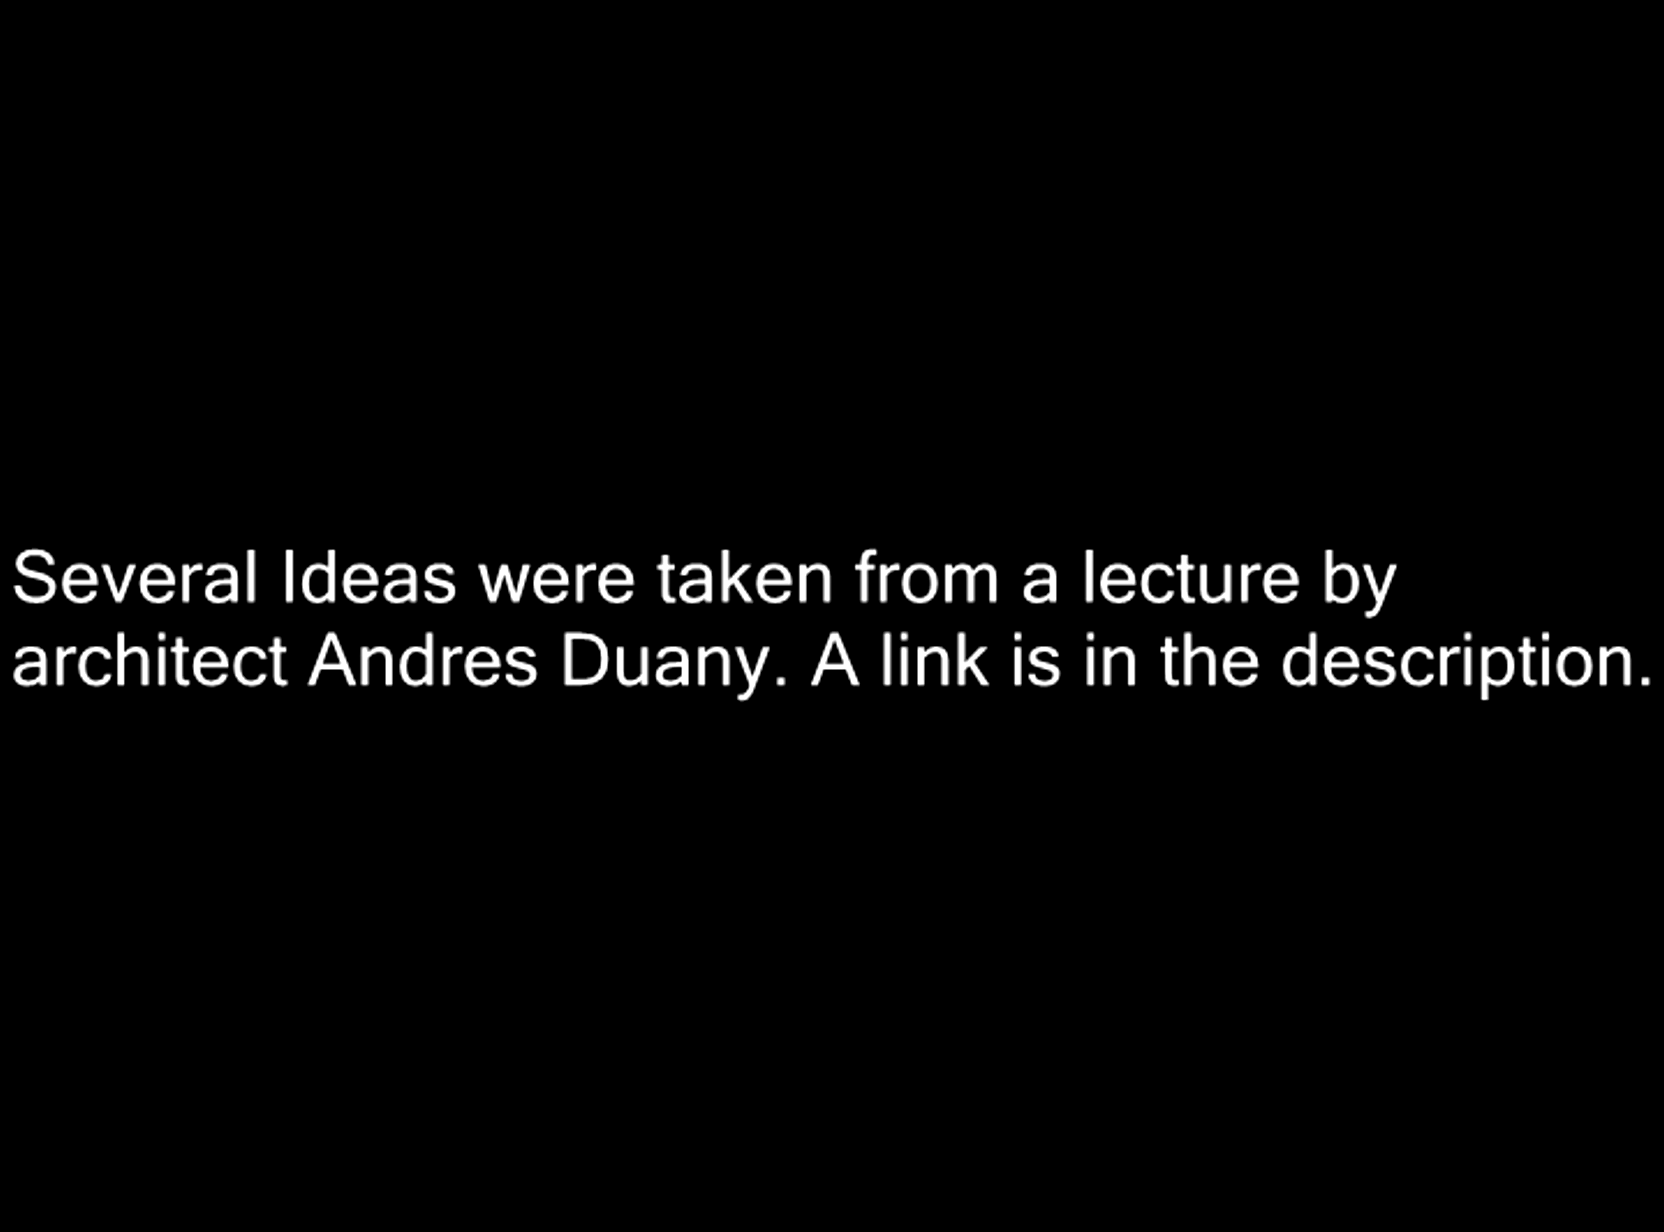 Several Ideas were taken from a lecture by
architect Andres Duany. A link is in the description.